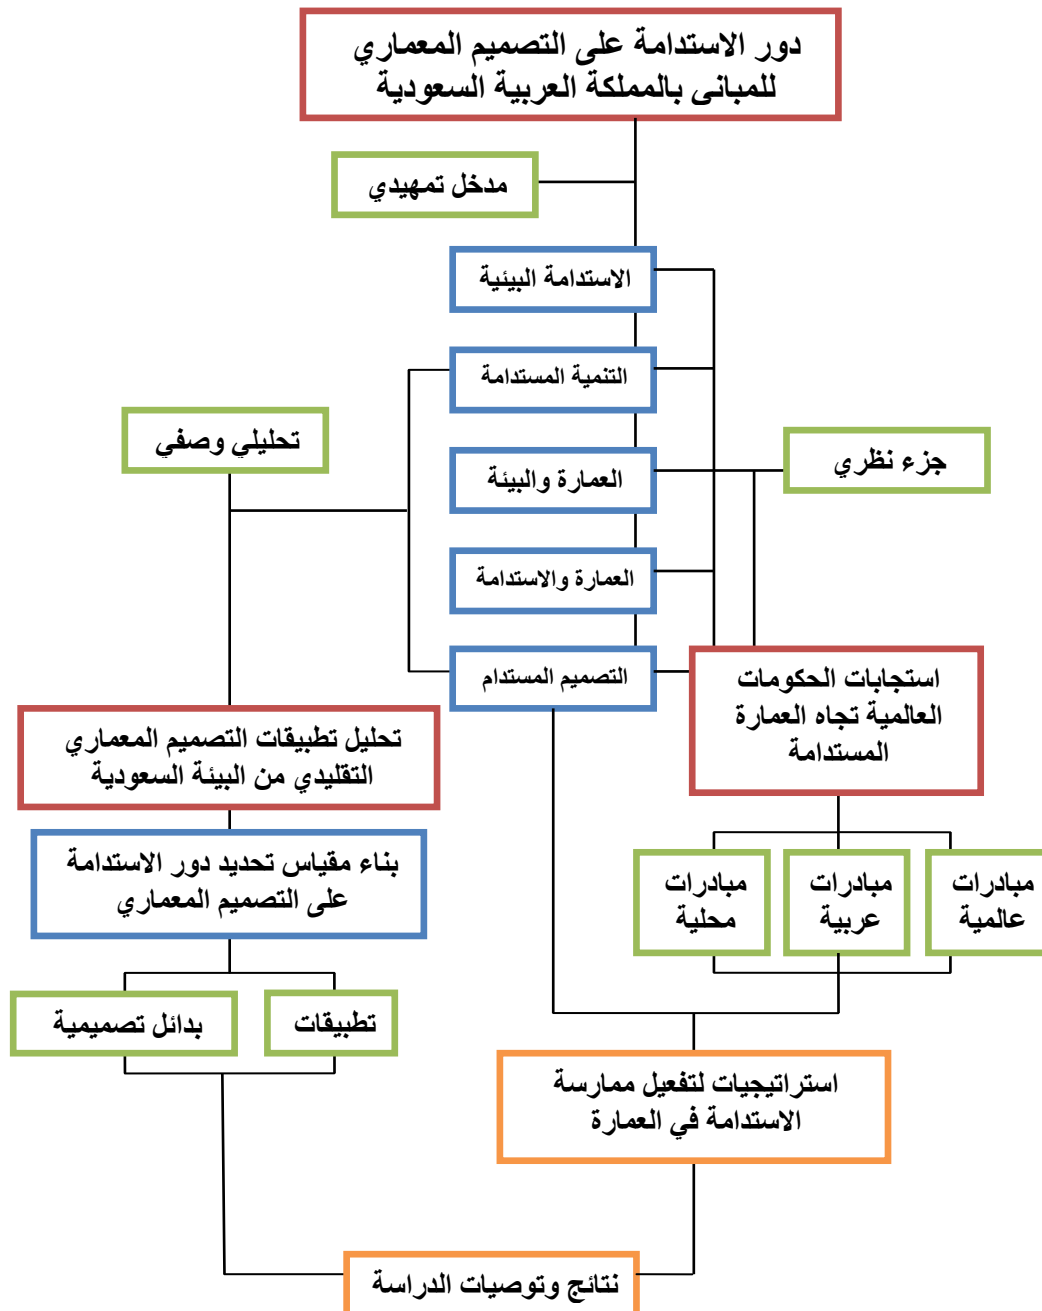 دور الاستدامة على التصميم المعماري
للمبانى بالمملكة العربية السعودية
مدخل تمهيدي
الاستدامة البيئية
التنمية المستدامة
تحليلي وصفي
العمارة والبيئة
جزء نظري
العمارة والاستدامة
التصميم المستدام
استجابات الحكومات
العالمية تجاه العمارة
المستدامة
تحليل تطبيقات التصميم المعماري
التقليدي من البيئة السعودية
بناء مقياس تحديد دور الاستدامة
على التصميم المعماري
مبادرات
عالمية
مبادرات
عربية
مبادرات
محلية
تطبيقات
بدائل تصميمية
استراتيجيات لتفعيل ممارسة
الاستدامة في العمارة
نتائج وتوصيات الدراسة